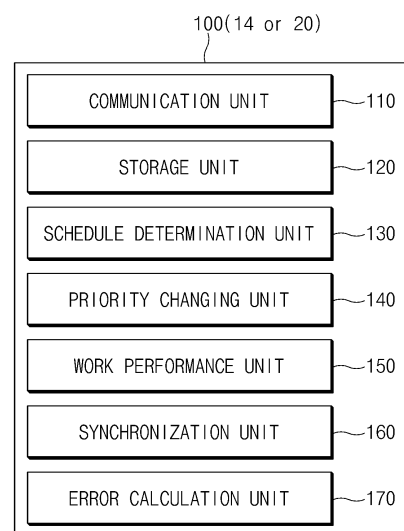 100(14 or 20)
COMMUNICATION UNIT 110
STORAGE UNIT 120
SCHEDULE DETERMINATION UNIT 130
PRIORITY CHANGING UNIT 140
WORK PERFORMANCE UNIT 150
SYNCHRONIZATION UNIT 160
ERROR CALCULATION UNIT 170